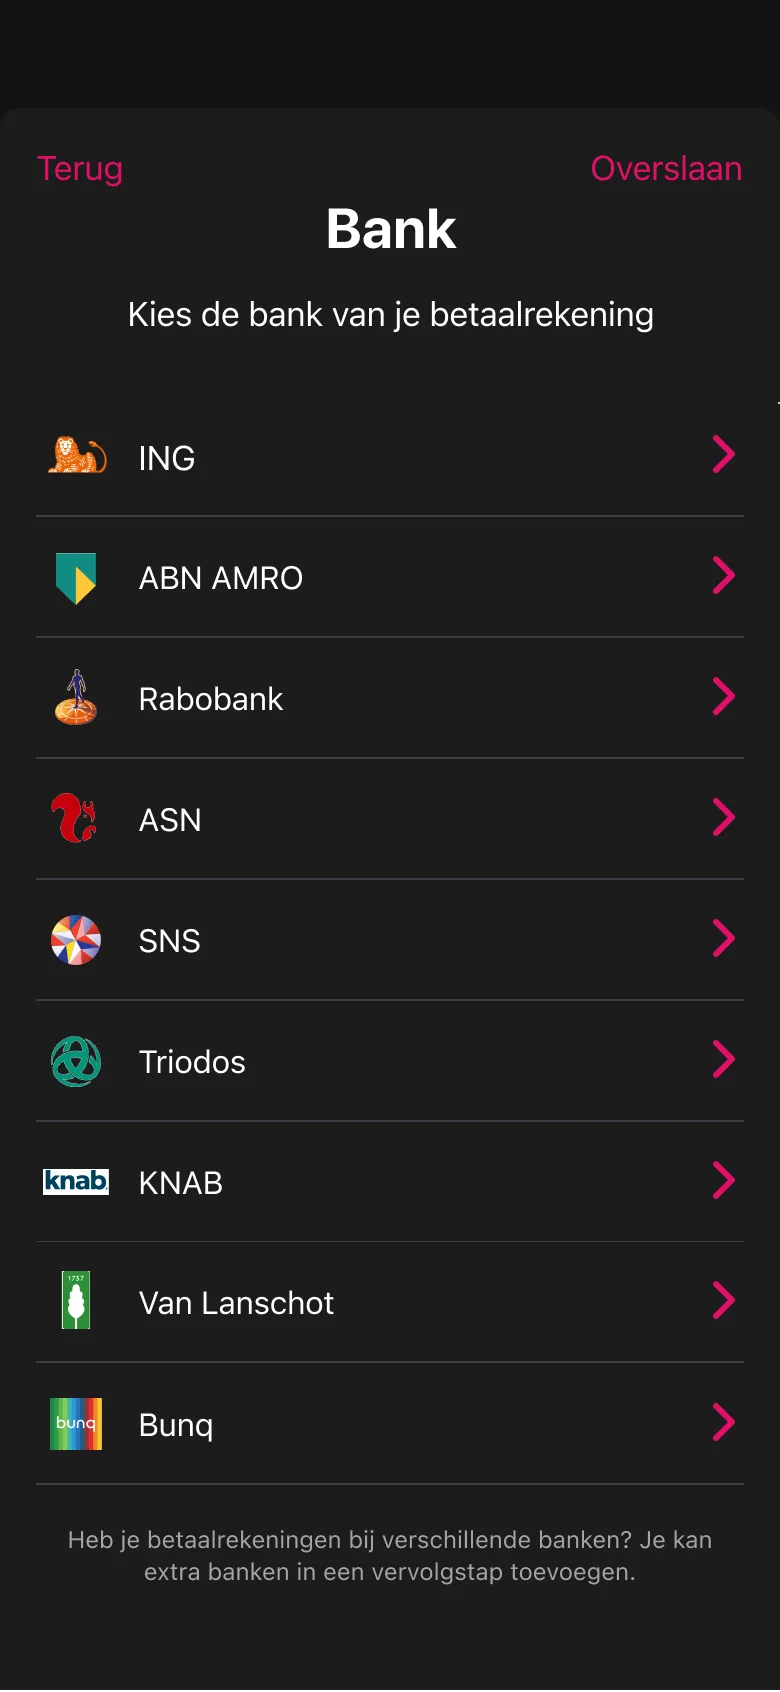 Terug
Overslaan
Bank
Kies de bank van je betaalrekening
ING
ABN AMRO
Rabobank
ASN
SNS
Triodos
knab
KNAB
1737
Van Lanschot
bunq
Bunq
Heb je betaalrekeningen bij verschillende banken? Je kan
extra banken in een vervolgstap toevoegen.